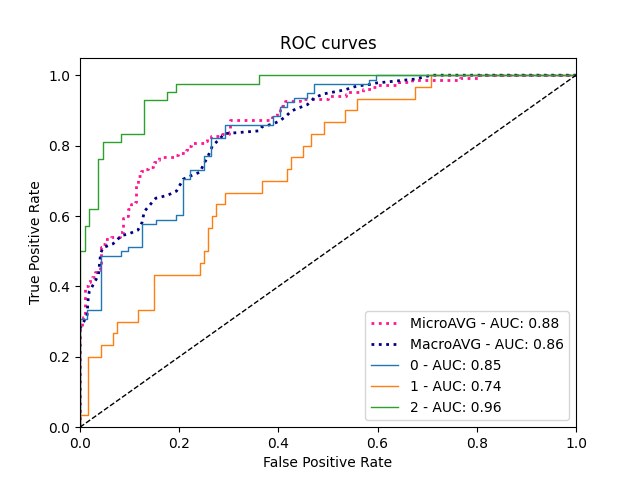 ROC curves
True Positive Rate
1.0
0.8
0.6
0.4
0.2
0.0
MicroAVG - AUC: 0.88
MacroAVG - AUC: 0.86
0 - AUC: 0.85
1 - AUC: 0.74
2 - AUC: 0.96
0.0 0.2 0.4 0.6 0.8 1.0
False Positive Rate